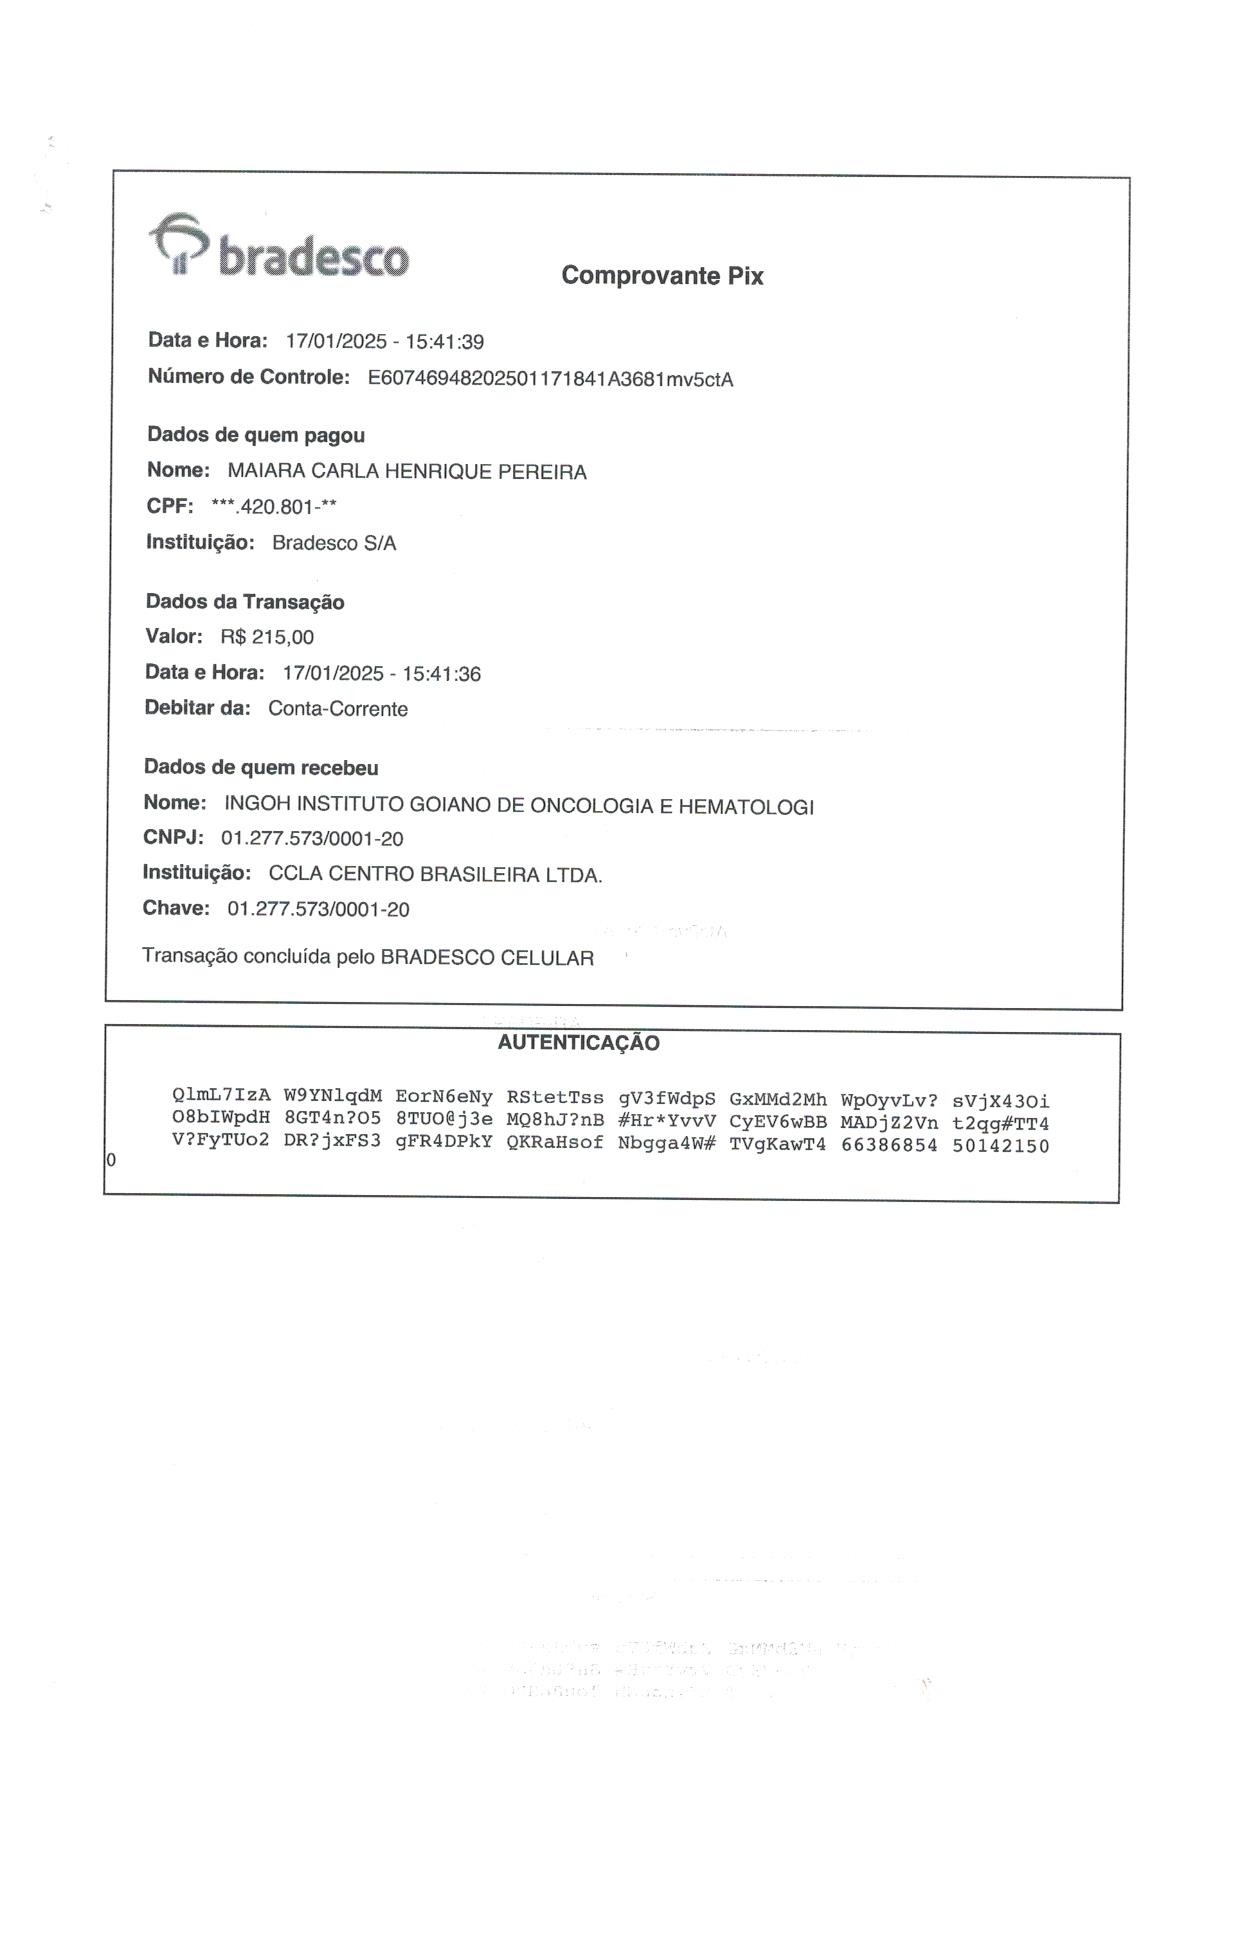 bradesco
Comprovante Pix
Data e Hora: 17/01/2025 - 15:41:39
Número de Controle: E60746948202501171841A3681mv5ctA
Dados de quem pagou
Nome: MAIARA CARLA HENRIQUE PEREIRA
CPF: ***.420.801-**
Instituição: Bradesco S/A
Dados da Transação
Valor: R$ 215,00
Data e Hora: 17/01/2025 - 15:41:36
Debitar da: Conta-Corrente
Dados de quem recebeu
Nome: INGOH INSTITUTO GOIANO DE ONCOLOGIA E HEMATOLOGI
CNPJ: 01.277.573/0001-20
Instituição: CCLA CENTRO BRASILEIRA LTDA.
Chave: 01.277.573/0001-20
Transação concluída pelo BRADESCO CELULAR
AUTENTICAÇÃO
QlmL7IzA W9YNlqdM EorN6eNy RStetTss gV3fWdpS GxMMd2Mh WpOyvLv? sVjX43Oi
O8bIWpdH 8GT4n?O5 8TUO@j3e MQ8hJ?nB #Hr*YvvV CyEV6wBB MADjZ2Vn t2qg#TT4
V?FyTUo2 DR?jxFS3 gFR4DPkY QKRaHsof Nbgga4W# TVgKawT4 66386854 50142150
0